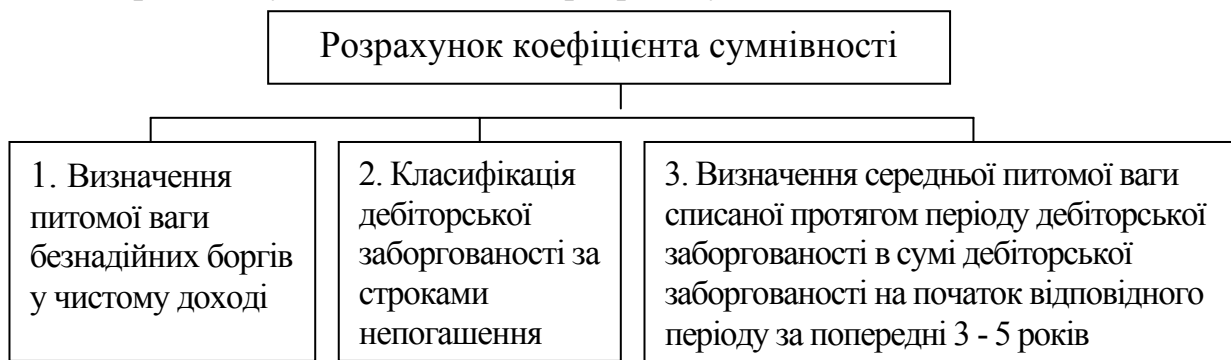 Розрахунок коефіцієнта сумнівності
1. Визначення
питомої ваги
безнадійних боргів
у чистому доході
2. Класифікація
дебіторської
заборгованості за
строками
непогашення
3. Визначення середньої питомої ваги
списаної протягом періоду дебіторської
заборгованості в сумі дебіторської
заборгованості на початок відповідного
періоду за попередні 3 - 5 років